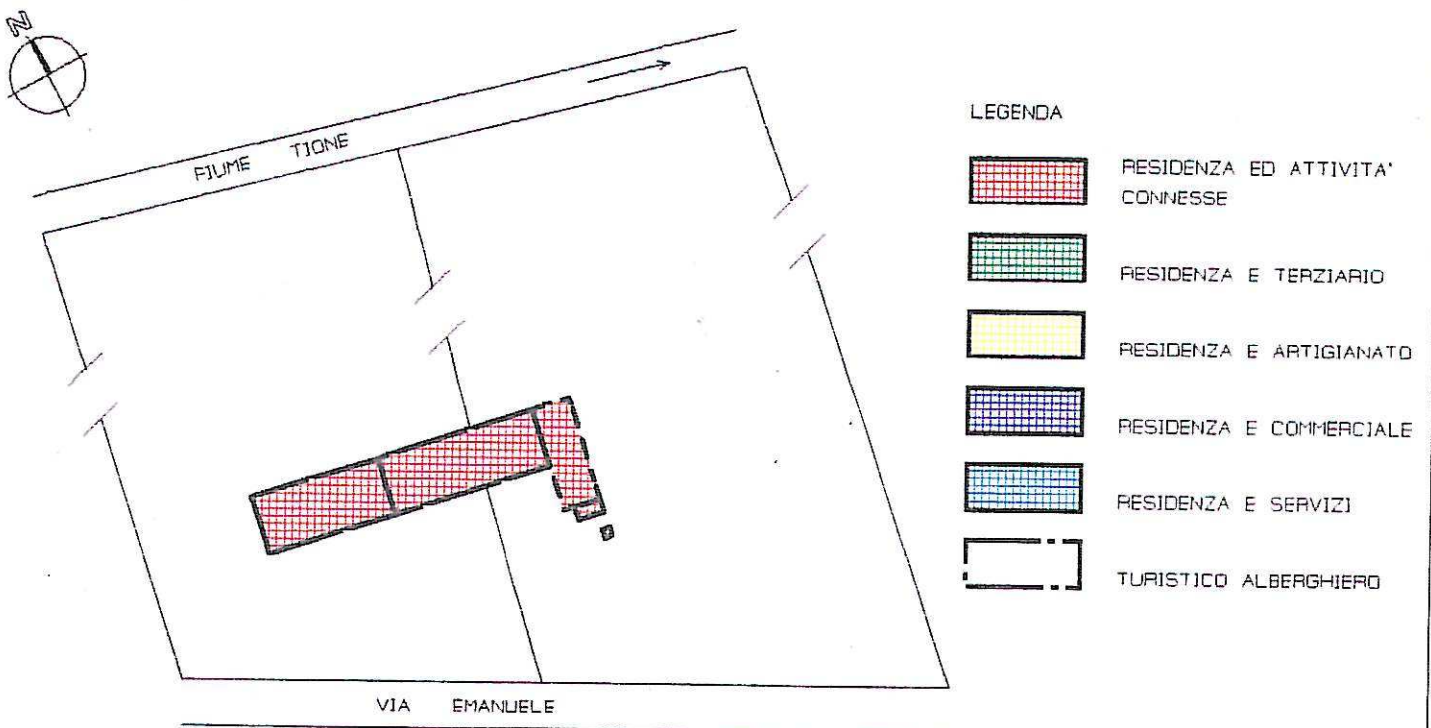 N
FIUME TIONE
VIA EMANUELE
LEGENDA
RESIDENZA ED ATTIVITA'
CONNESSE
RESIDENZA E TERZIARIO
RESIDENZA E ARTIGIANATO
RESIDENZA E COMMERCIALE
RESIDENZA E SERVIZI
TURISTICO ALBERGHIERO